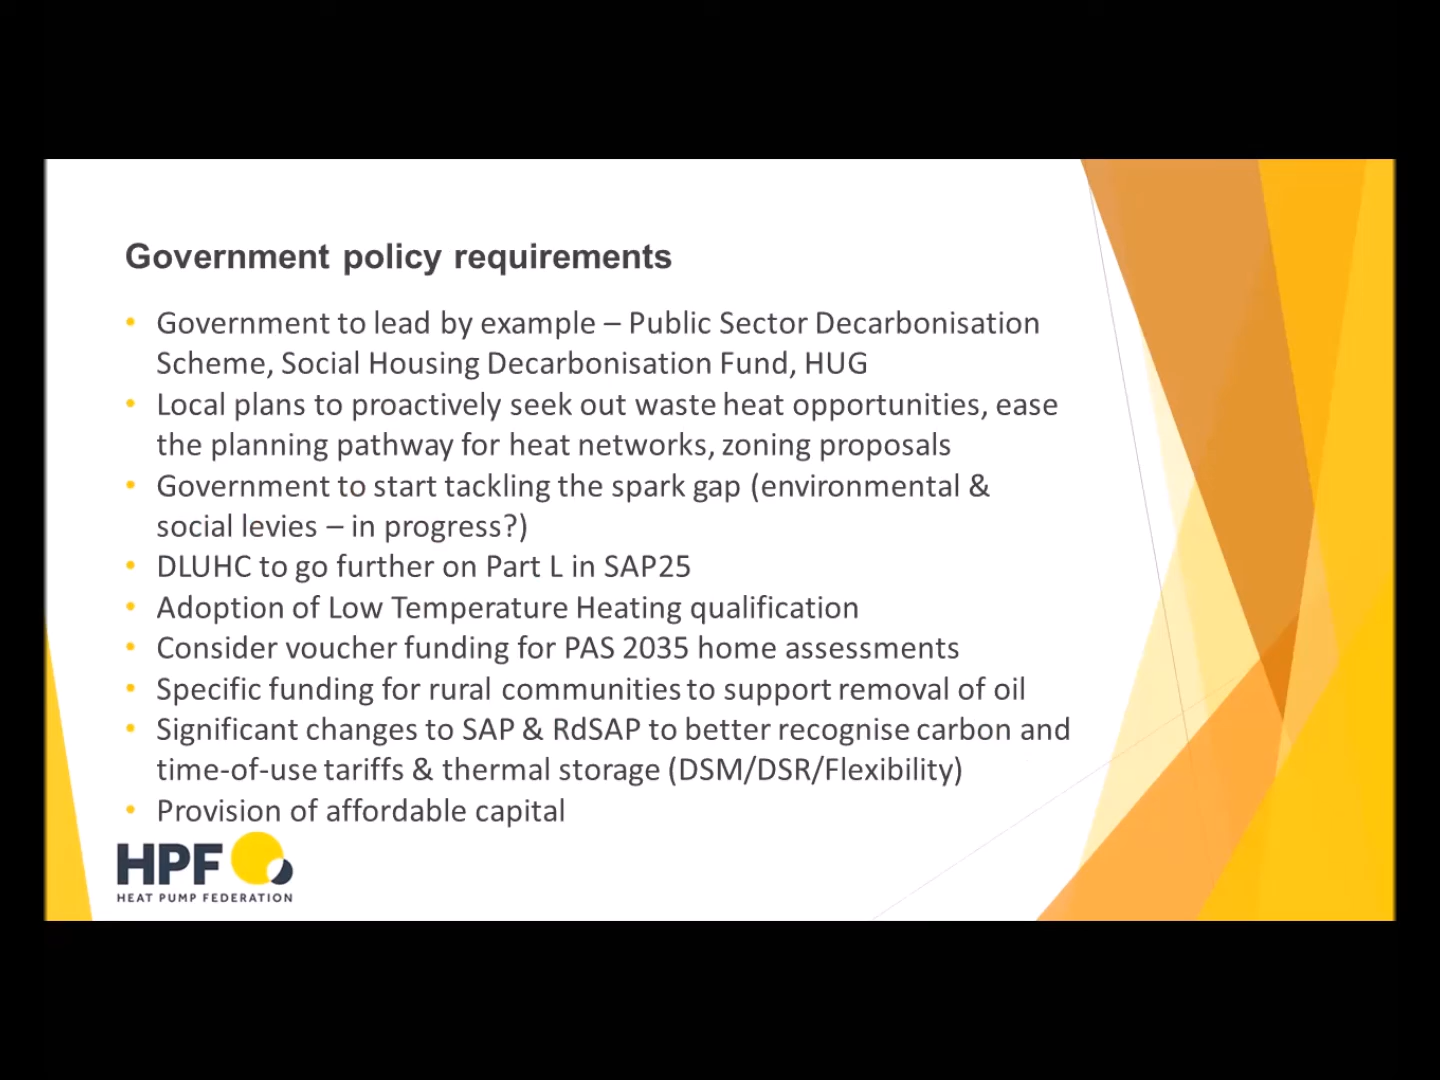 Government policy requirements
• Government to lead by example – Public Sector Decarbonisation
Scheme, Social Housing Decarbonisation Fund, HUG
• Local plans to proactively seek out waste heat opportunities, ease
the planning pathway for heat networks, zoning proposals
• Government to start tackling the spark gap (environmental &
social levies – in progress?)
• DLUHC to go further on Part L in SAP25
• Adoption of Low Temperature Heating qualification
• Consider voucher funding for PAS 2035 home assessments
• Specific funding for rural communities to support removal of oil
• Significant changes to SAP & RdSAP to better recognise carbon and
time-of-use tariffs & thermal storage (DSM/DSR/Flexibility)
• Provision of affordable capital
HPF
HEAT PUMP FEDERATION